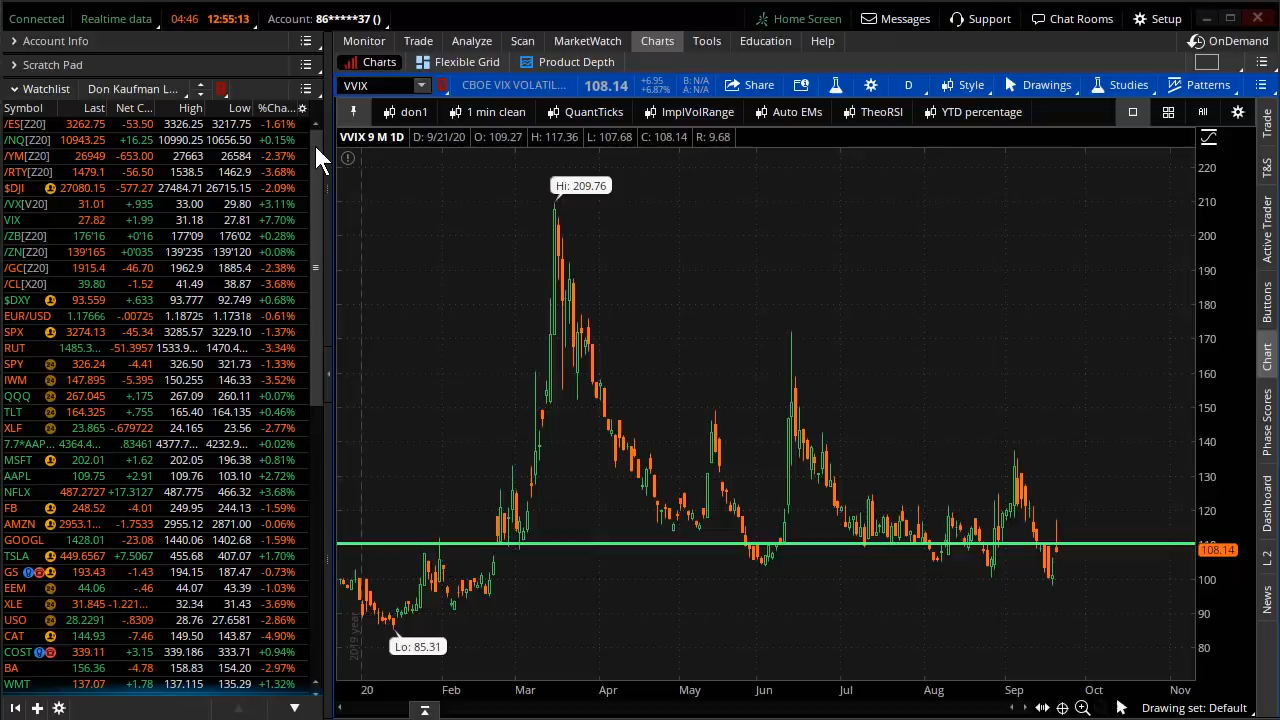 Connected Realtime data 04:46 12:55:13 Account: 86*****37 () Home Screen Messages Support Chat Rooms Setup
Account Info
Scratch Pad
Watchlist Don Kaufman L...
Symbol Last Net C... High Low %Cha...
/ES[Z20] 3262.75 -53.50 3326.25 3217.75 -1.61%
/NQ[Z20] 10943.25 +16.25 10990.25 10656.50 +0.15%
/YM[Z20] 26949 -653.00 27663 26584 -2.37%
/RTY[Z20] 1479.1 -56.50 1538.5 1462.9 -3.68%
$DJI 27080.15 -577.27 27484.71 26715.15 -2.09%
/VX[V20] 31.01 +.935 33.00 29.80 +3.11%
VIX 27.82 +1.99 31.18 27.81 +7.70%
/ZB[Z20] 176'16 +0'16 177'09 176'02 +0.28%
/ZN[Z20] 139'165 +0'035 139'235 139'120 +0.08%
/GC[Z20] 1915.4 -46.70 1962.9 1885.4 -2.38%
/CL[X20] 39.80 -1.52 41.49 38.87 -3.68%
$DXY 93.559 +.633 93.777 92.749 +0.68%
EUR/USD 1.17666 -.00725 1.18725 1.17318 -0.61%
SPX 3274.13 -45.34 3285.57 3229.10 -1.37%
RUT 1485.3... -51.3957 1533.9... 1470.4... -3.34%
SPY 326.24 -4.41 326.50 321.73 -1.33%
IWM 147.895 -5.395 150.255 146.33 -3.52%
QQQ 267.045 +.175 267.09 260.11 +0.07%
TLT 164.325 +.755 165.40 164.135 +0.46%
XLF 23.865 -.679722 24.165 23.56 -2.77%
7.7*AAP... 4364.4... .83461 4377.7... 4232.9... +0.02%
MSFT 202.01 +1.62 202.05 196.38 +0.81%
AAPL 109.75 +2.91 109.76 103.10 +2.72%
NFLX 487.2727 +17.3127 487.775 466.32 +3.68%
FB 248.52 -4.01 249.95 244.13 -1.59%
AMZN 2953.1... -1.7533 2955.12 2871.00 -0.06%
GOOGL 1428.01 -23.08 1440.06 1402.68 -1.59%
TSLA 449.6567 +7.5067 455.68 407.07 +1.70%
GS 193.43 -1.43 194.15 187.47 -0.73%
EEM 44.06 -.46 44.07 43.39 -1.03%
XLE 31.845 -1.221... 32.34 31.43 -3.69%
USO 28.2291 -.8309 28.76 27.6581 -2.86%
CAT 144.93 -7.46 149.50 143.87 -4.90%
COST 339.11 +3.15 339.186 333.71 +0.94%
BA 156.36 -4.78 158.83 154.20 -2.97%
WMT 137.07 +1.78 137.115 135.29 +1.32%
Monitor Trade Analyze Scan MarketWatch Charts Tools Education Help OnDemand
Charts Flexible Grid Product Depth
VVIX CBOE VIX VOLATIL... 108.14 +6.95 +6.87% B: N/A A: N/A Share D Style Drawings Studies Patterns
don1 1 min clean QuantTicks ImplVolRange Auto EMs TheoRSI YTD percentage
VVIX 9 M 1D D: 9/21/20 O: 109.27 H: 117.36 L: 107.68 C: 108.14 R: 9.68
Hi: 209.76
Lo: 85.31
2019 year
220
210
200
190
180
170
160
150
140
130
120
110
108.14
100
90
80
20 Feb Mar Apr May Jun Jul Aug Sep Oct Nov
Drawing set: Default
Trade
T&S
Active Trader
Buttons
Chart
Phase Scores
Dashboard
L 2
News